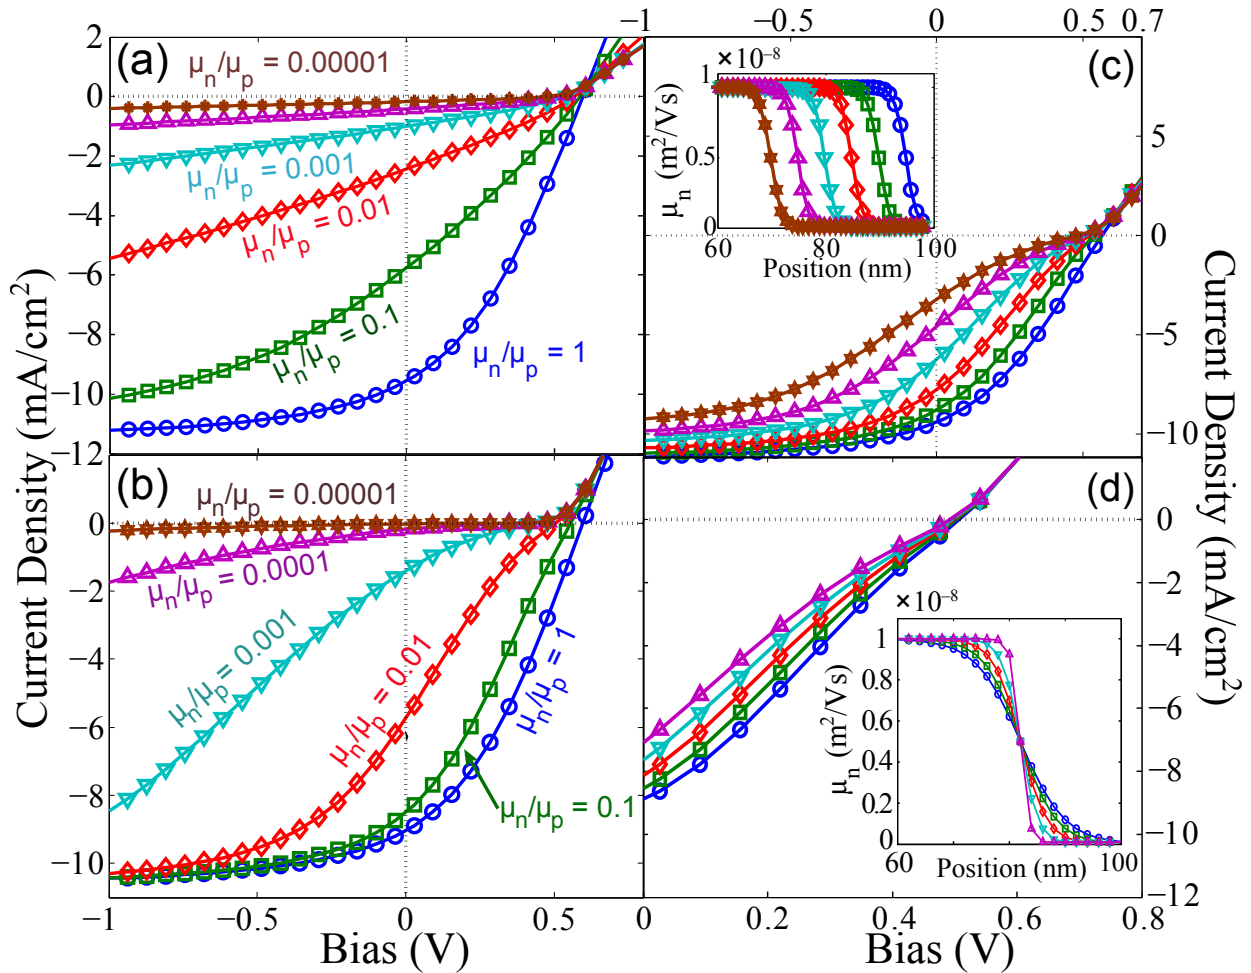 −1 −0.5 0 0.5 0.7
2
0
−2
−4
−6
−8
−10
−12
(a)
μn/μp = 0.00001
μn/μp = 0.001
μn/μp = 0.01
μn/μp = 0.1
μn/μp = 1
(c)
×10−8
1
0.5
0
μn (m2/Vs)
60 80 100
Position (nm)
5
0
−5
−10
Current Density (mA/cm2)
Current Density (mA/cm2)
(b)
12
0
−2
−4
−6
−8
−10
μn/μp = 0.00001
μn/μp = 0.0001
μn/μp = 0.001
μn/μp = 0.01
μn/μp = 1
μn/μp = 0.1
−1 −0.5 0 0.5
Bias (V)
(d)
×10−8
1
0.8
0.6
0.4
0.2
0
μn (m2/Vs)
60 100
Position (nm)
0
−2
−4
−6
−8
−10
−12
0 0.2 0.4 0.6 0.8
Bias (V)